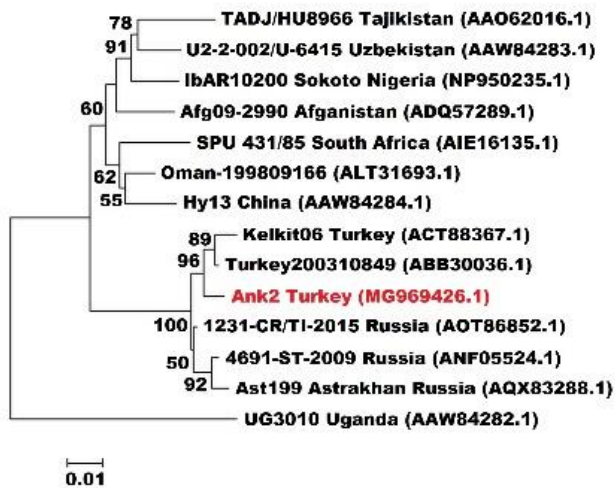 78
TADJ/HU8966 Tajikistan (AAO62016.1)
91
U2-2-002/U-6415 Uzbekistan (AAW84283.1)
IbAR10200 Sokoto Nigeria (NP950235.1)
60
Afg09-2990 Afganistan (ADQ57289.1)
SPU 431/85 South Africa (AIE16135.1)
62
Oman-199809166 (ALT31693.1)
55
Hy13 China (AAW84284.1)
89
Kelkit06 Turkey (ACT88367.1)
96
Turkey200310849 (ABB30036.1)
Ank2 Turkey (MG969426.1)
100
1231-CR/TI-2015 Russia (AOT86852.1)
50
4691-ST-2009 Russia (ANF05524.1)
92
Ast199 Astrakhan Russia (AQX83288.1)
UG3010 Uganda (AAW84282.1)
0.01